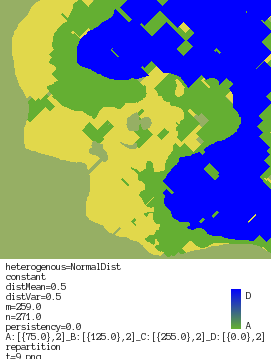 heterogenous=NormalDist
constant
distMean=0.5
distVar=0.5
m=259.0
n=271.0
persistency=0.0
A:[{75.0},2]_B:[{125.0},2]_C:[{255.0},2]_D:[{0.0},2]
repartition
t=9.png
D
A